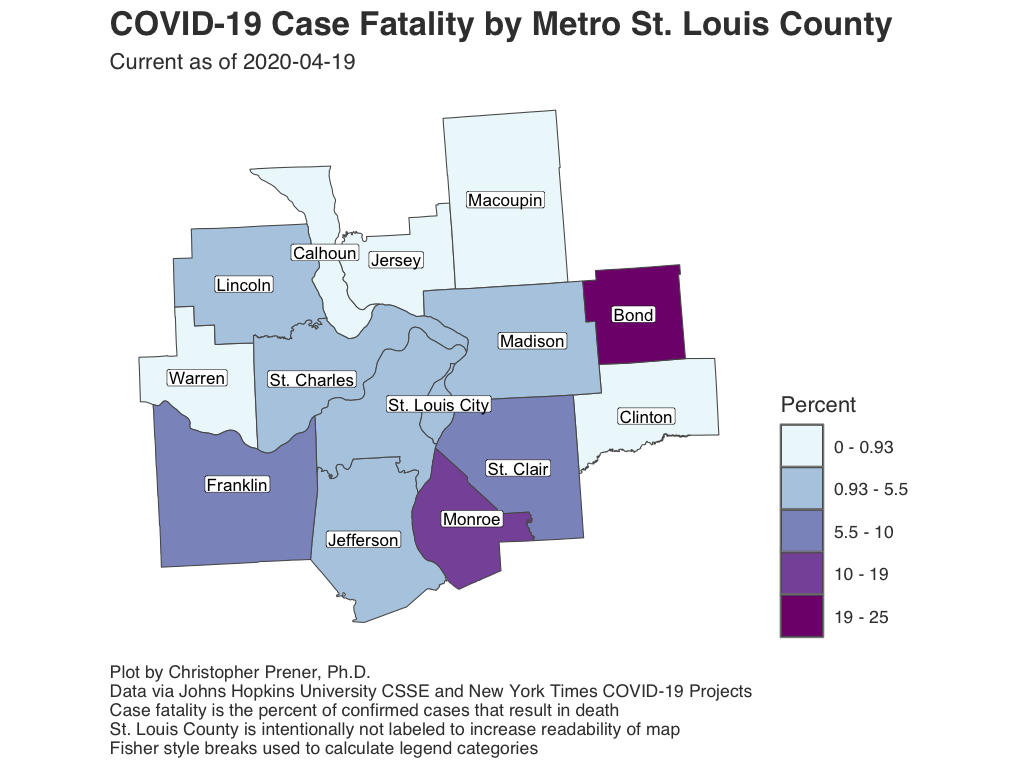 COVID-19 Case Fatality by Metro St. Louis County
Current as of 2020-04-19
Macoupin
Calhoun
Jersey
Lincoln
Bond
Madison
Warren
St. Charles
St. Louis City
Clinton
St. Clair
Franklin
Monroe
Jefferson
Percent
0 - 0.93
0.93 - 5.5
5.5 - 10
10 - 19
19 - 25
Plot by Christopher Prener, Ph.D.
Data via Johns Hopkins University CSSE and New York Times COVID-19 Projects
Case fatality is the percent of confirmed cases that result in death
St. Louis County is intentionally not labeled to increase readability of map
Fisher style breaks used to calculate legend categories